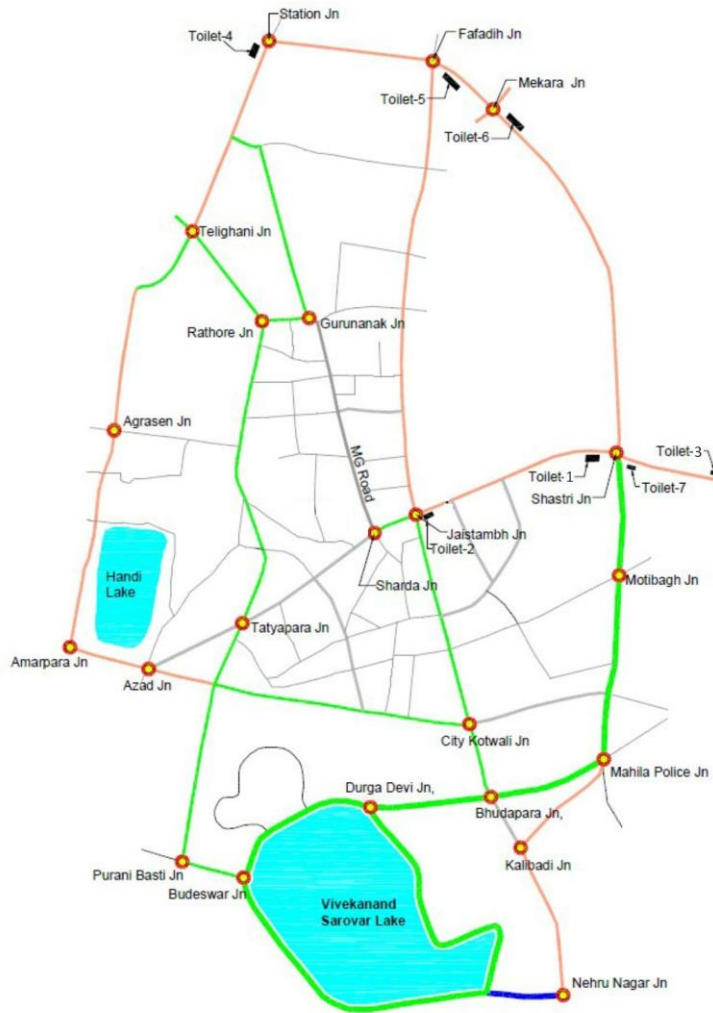 Station Jn
Toilet-4
Fafadih Jn
Toilet-5
Mekara Jn
Toilet-6
Telighani Jn
Rathore Jn
Gurunanak Jn
Agrasen Jn
MG Road
Toilet-1
Toilet-3
Shastri Jn
Toilet-7
Jaistambh Jn
Toilet-2
Sharda Jn
Handi
Lake
Motibagh Jn
Tatyapara Jn
Amarpara Jn
Azad Jn
City Kotwali Jn
Mahila Police Jn
Durga Devi Jn,
Bhudapara Jn,
Kalibadi Jn
Purani Basti Jn
Budeswar Jn
Vivekanand
Sarovar Lake
Nehru Nagar Jn